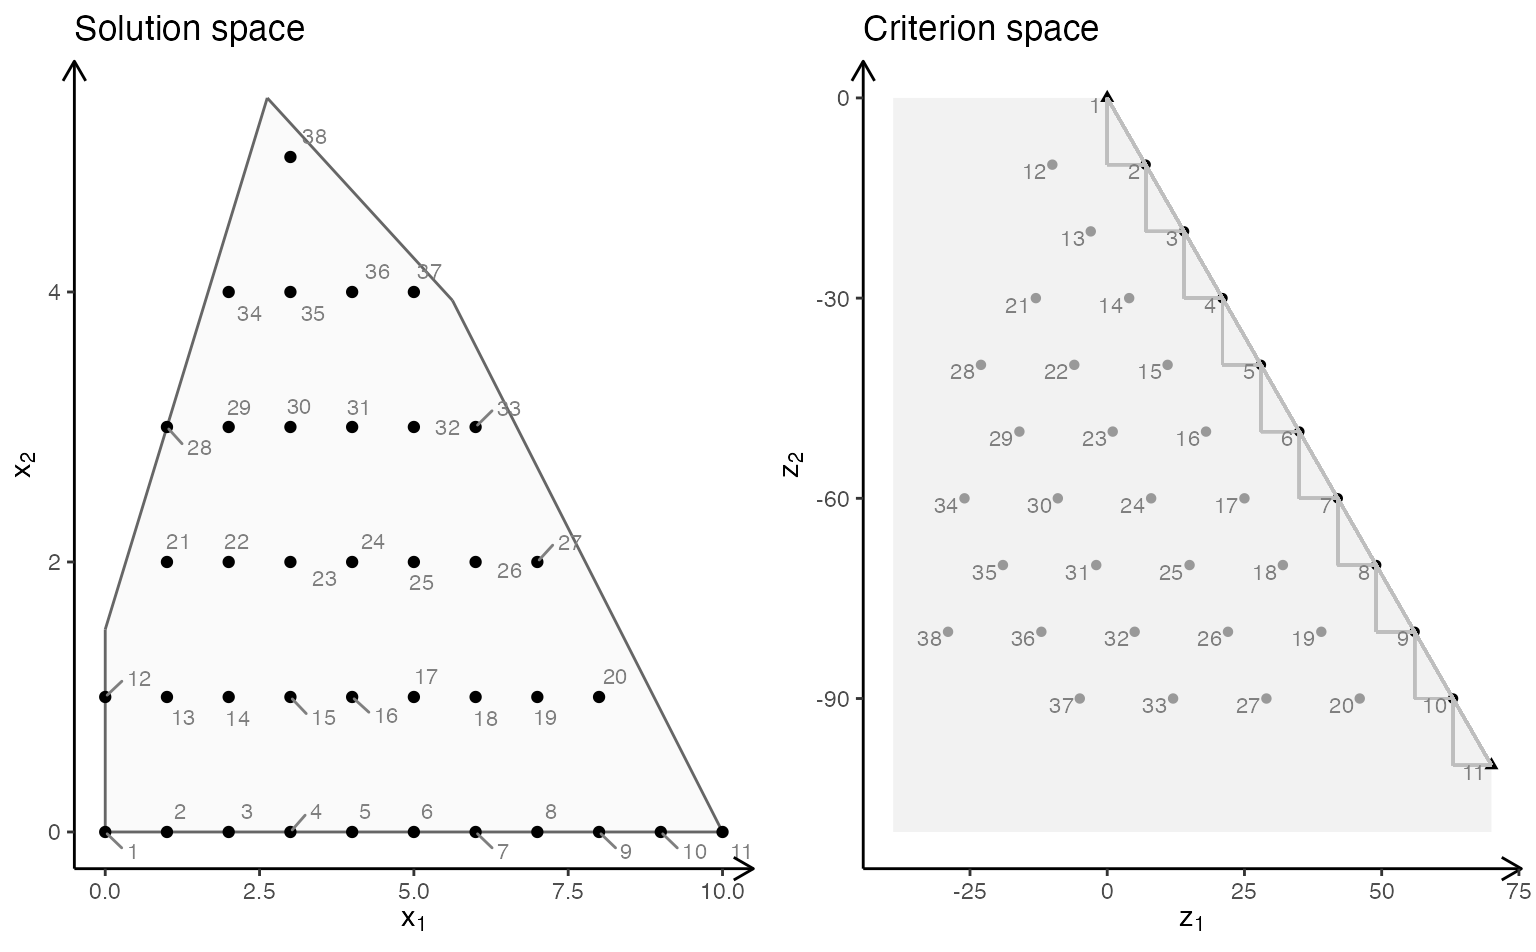 Solution space
38
36 37
4
34 35
29 30 31 33
32
28
x2
21 22 24 27
2
23 25 26
12 17 20
13 14 15 16 18 19
2 3 4 5 6 8
0
1 7 9 10 11
0.0 2.5 5.0 7.5 10.0
x1
Criterion space
0 1
12 2
13 3
-30 21 14 4
28 22 15 5
29 23 16 6
z2
-60 34 30 24 17 7
35 31 25 18 8
38 36 32 26 19 9
-90 37 33 27 20 10
11
-25 0 25 50 75
z1